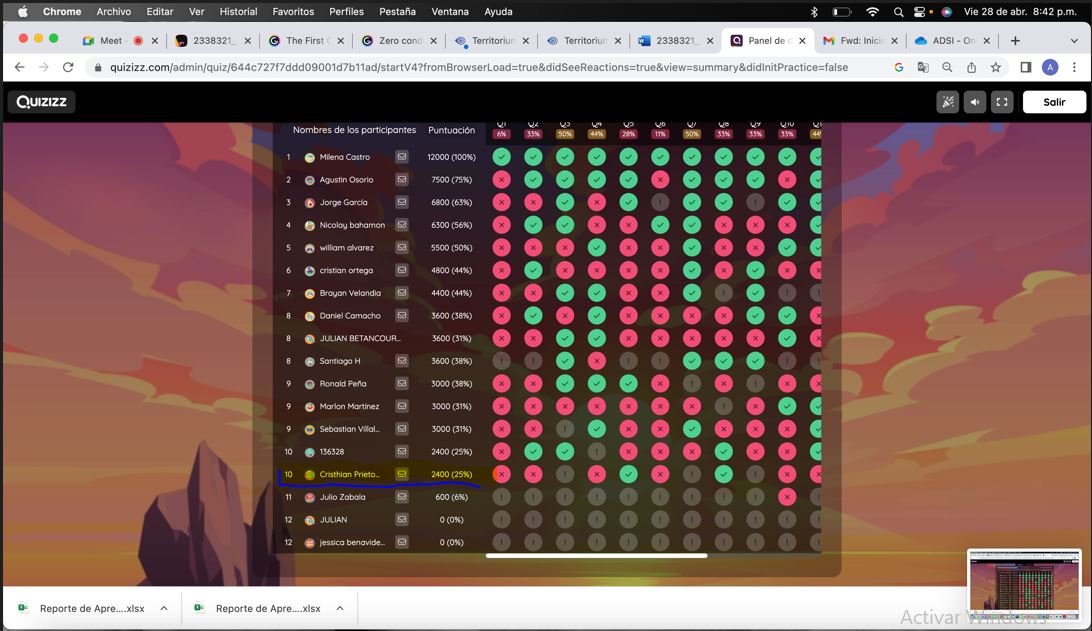 Chrome Archivo Editar Ver Historial Favoritos Perfiles Pestaña Ventana Ayuda Vie 28 de abr. 8:42 p.m.
Meet 2338321_ The First C Zero cond Territorium Territorium 2338321_ Panel de c Fwd: Inici ADSI - On
quizizz.com/admin/quiz/644c727f7ddd09001d7b11ad/startV4?fromBrowserLoad=true&didSeeReactions=true&view=summary&didInitPractice=false A
Quizizz Salir
Nombres de los participantes Puntuación Q1 Q2 Q3 Q4 Q5 Q6 Q7 Q8 Q9 Q10
6% 33% 50% 44% 28% 11% 50% 33% 33% 33% 44%
1 Milena Castro 12000 (100%)
2 Agustin Osorio 7500 (75%)
3 Jorge García 6800 (63%)
4 Nicolay bahamon 6300 (56%)
5 william alvarez 5500 (50%)
6 cristian ortega 4800 (44%)
7 Brayan Velandia 4400 (44%)
8 Daniel Camacho 3600 (38%)
8 JULIAN BETANCOUR... 3600 (31%)
8 Santiago H 3600 (38%)
9 Ronald Peña 3000 (38%)
9 Marlon Martínez 3000 (31%)
9 Sebastian Villal... 3000 (31%)
10 136328 2400 (25%)
10 Cristhian Prieto... 2400 (25%)
11 Julio Zabala 600 (6%)
12 JULIAN 0 (0%)
12 jessica benavide... 0 (0%)
Reporte de Apre....xlsx Reporte de Apre....xlsx
Activar Windows